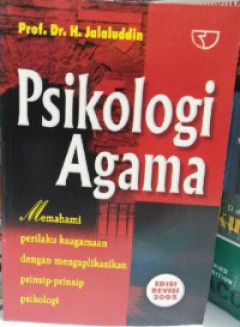 Prof. Dr. H. Jalaluddin
Psikologi
Agama
Memahami
perilaku keagamaan
dengan mengaplikasikan
prinsip-prinsip
psikologi
EDISI
REVISI
2005